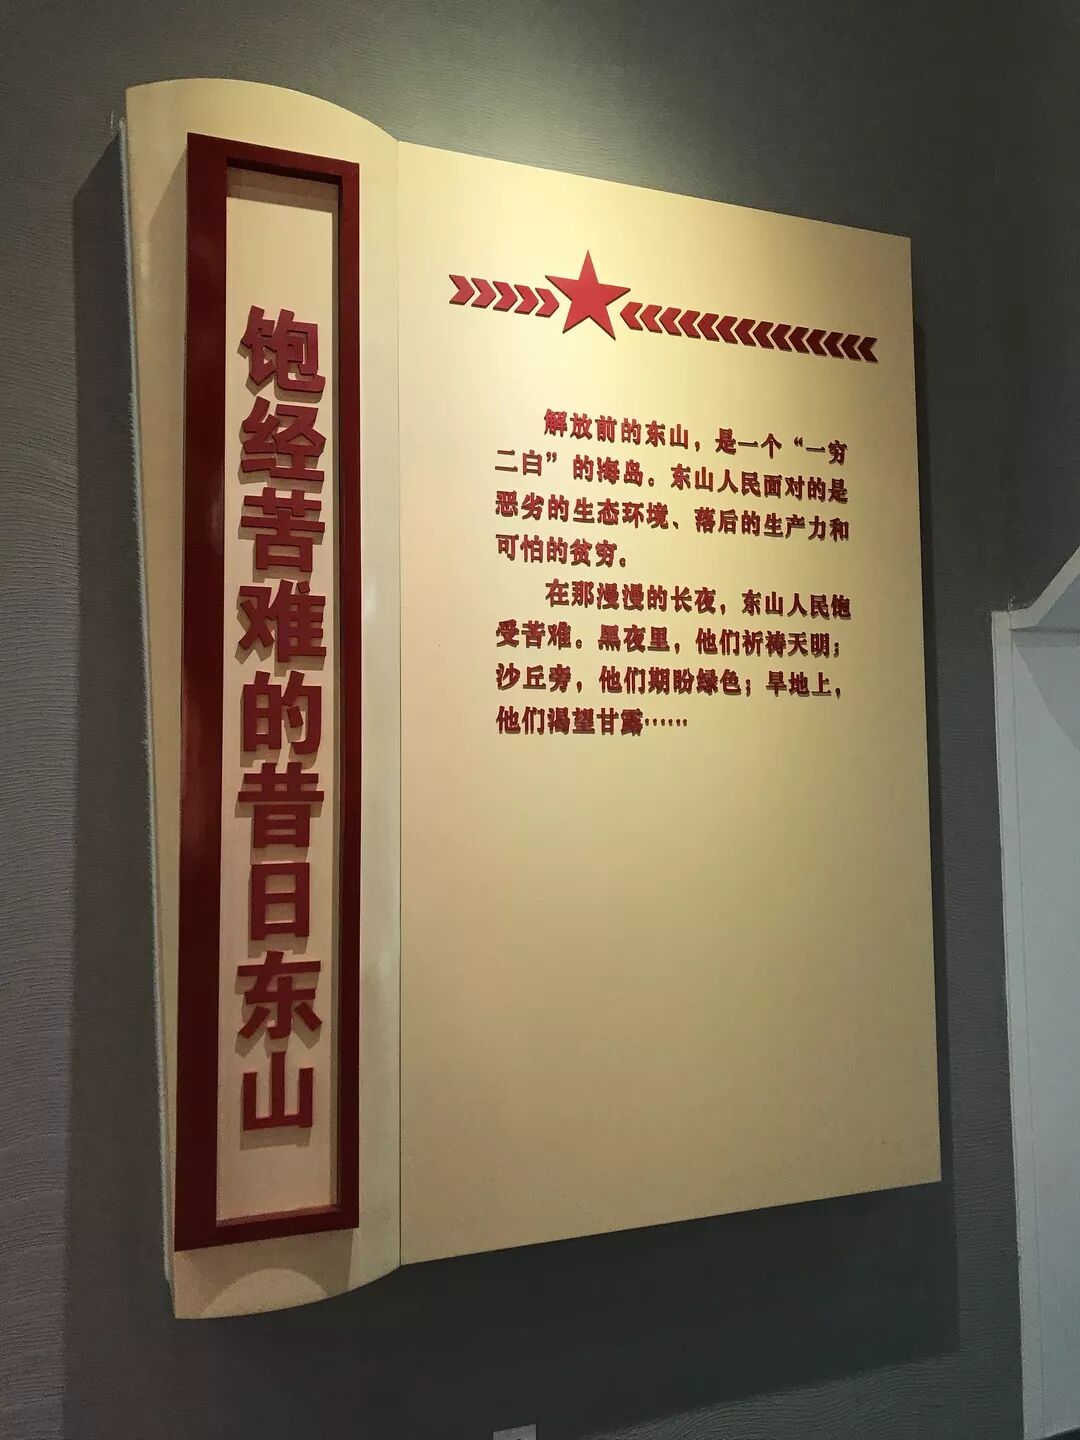 饱经苦难的昔日东山
解放前的东山，是一个“一穷
二白”的海岛。东山人民面对的是
恶劣的生态环境、落后的生产力和
可怕的贫穷。
在那漫漫的长夜，东山人民饱
受苦难。黑夜里，他们祈祷天明；
沙丘旁，他们期盼绿色；旱地上，
他们渴望甘露……